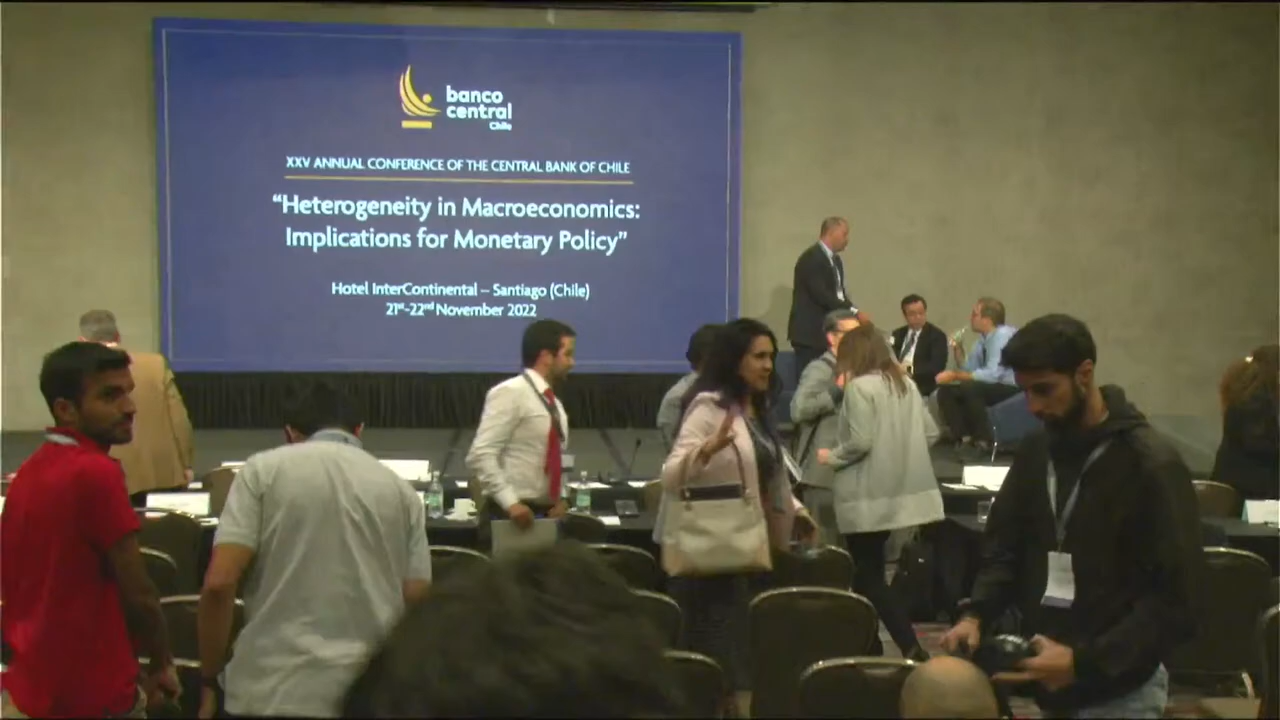 banco
central
Chile
XXV ANNUAL CONFERENCE OF THE CENTRAL BANK OF CHILE
“Heterogeneity in Macroeconomics:
Implications for Monetary Policy”
Hotel InterContinental – Santiago (Chile)
21st-22nd November 2022